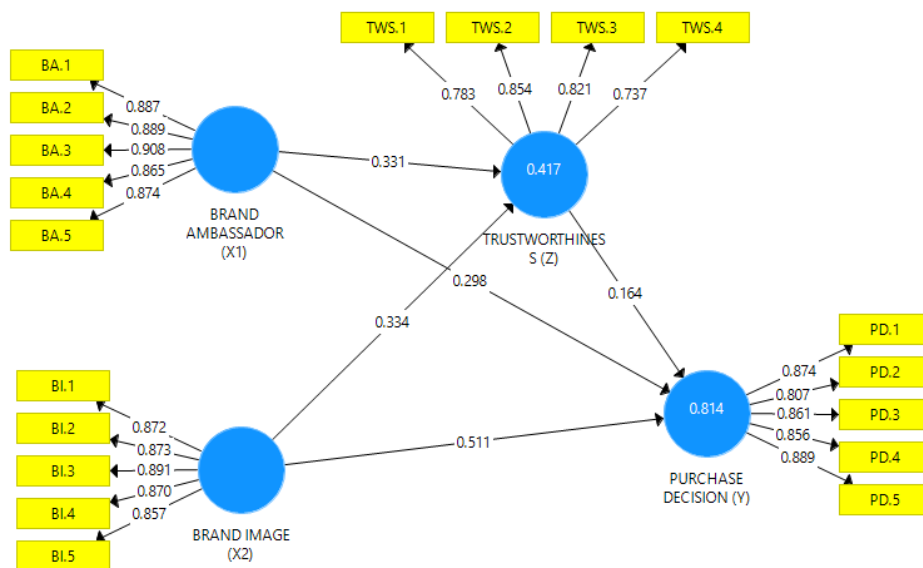 TWS.1
TWS.2
TWS.3
TWS.4
BA.1
BA.2
BA.3
BA.4
BA.5
0.783
0.854
0.821
0.737
0.887
0.889
0.908
0.865
0.874
0.331
0.417
BRAND
AMBASSADOR
(X1)
TRUSTWORTHINES
S (Z)
0.298
0.164
0.334
BI.1
BI.2
BI.3
BI.4
BI.5
0.872
0.873
0.891
0.870
0.857
0.511
0.814
0.874
0.807
0.861
0.856
0.889
PD.1
PD.2
PD.3
PD.4
PD.5
PURCHASE
DECISION (Y)
BRAND IMAGE
(X2)